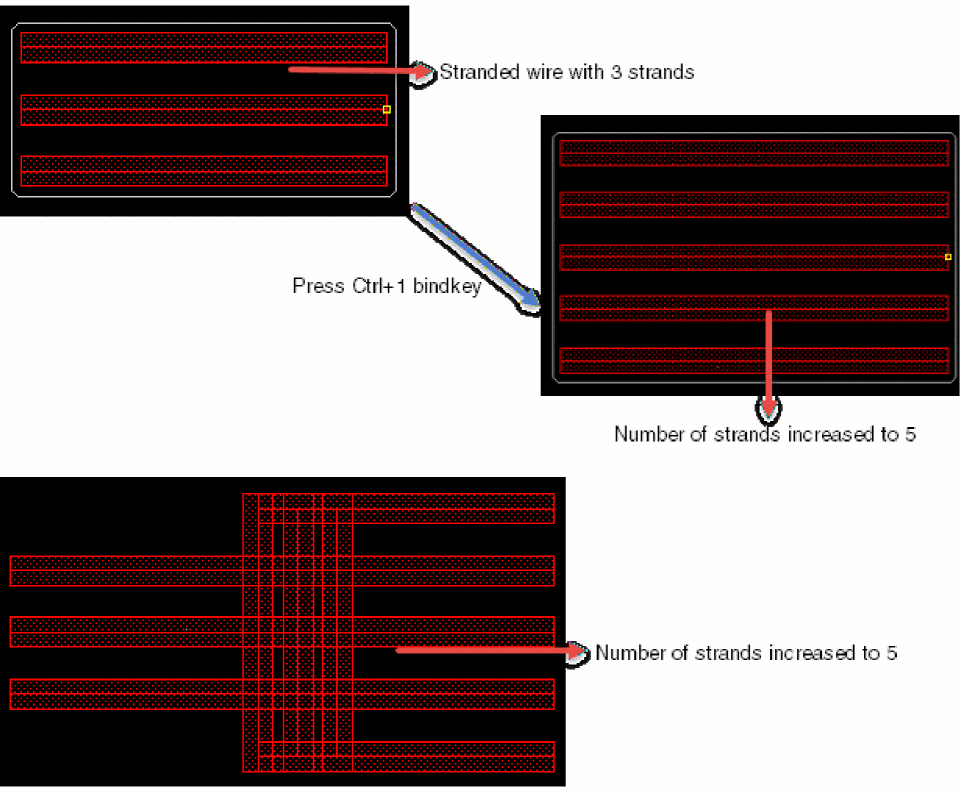 Stranded wire with 3 strands
Press Ctrl+1 bindkey
Number of strands increased to 5
Number of strands increased to 5